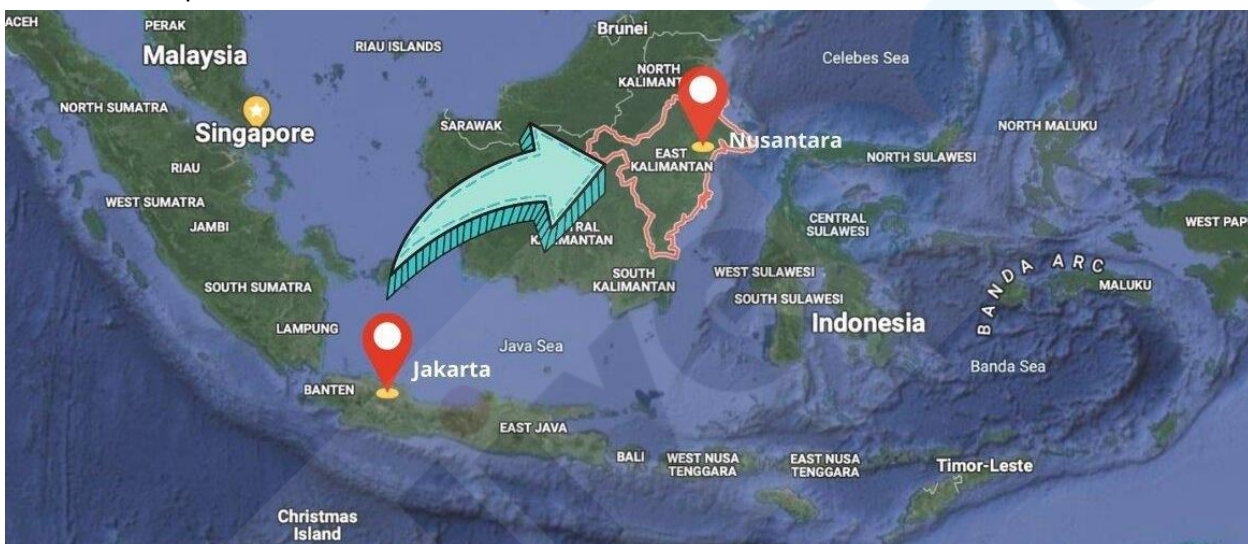 ACEH
PERAK
Malaysia
RIAU ISLANDS
Brunei
Celebes Sea
NORTH
KALIMANT
NORTH SUMATRA
Singapore
SARAWAK
Nusantara
NORTH MALUKU
EAST
KALIMANTAN
NORTH SULAWESI
RIAU
WEST SUMATRA
JAMBI
TRAL
KALIMANTAN
CENTRAL
SULAWESI
WEST PAP
SOUTH SUMATRA
SOUTH
KALIMANTAN
WEST SULAWESI
SOUTH SULAWESI
BANDA ARC
MALUKU
LAMPUNG
Java Sea
Indonesia
Jakarta
Banda Sea
BANTEN
EAST JAVA
BALI
WEST NUSA
TENGGARA
EAST NUSA
TENGGARA
Timor-Leste
Christmas
Island